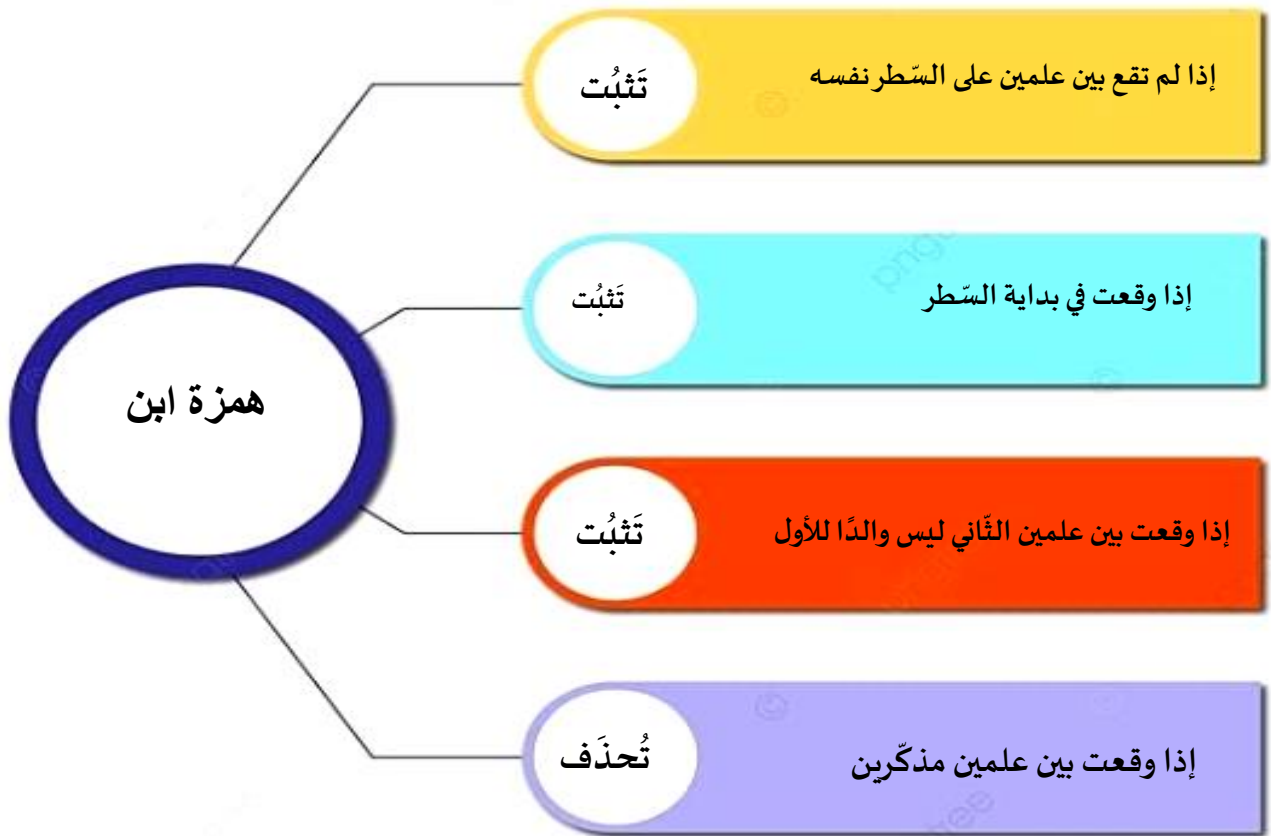 همزة ابن
تَثبُت
إذا لم تقع بين علمين على السّطر نفسه
تَثبُت
إذا وقعت في بداية السّطر
تَثبُت
إذا وقعت بين علمين الثّاني ليس والدًا للأول
تُحذَف
إذا وقعت بين علمين مذكّرين